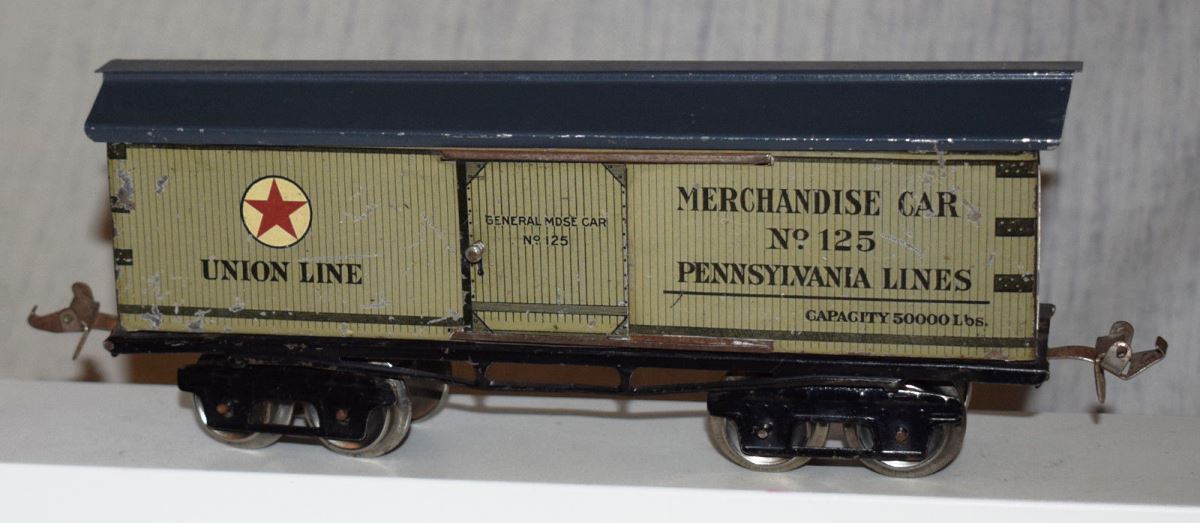 UNION LINE
GENERAL MDSE CAR
No 125
MERCHANDISE CAR
No 125
PENNSYLVANIA LINES
CAPACITY 50000 Lbs.